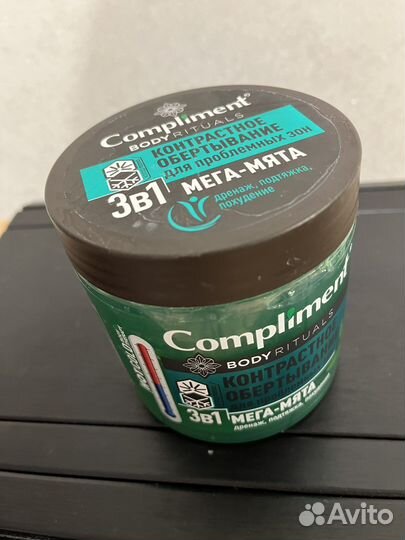 Compliment®
BODY RITUALS
КОНТРАСТНОЕ
ОБЕРТЫВАНИЕ
для проблемных зон
3в1 МЕГА-МЯТА
дренаж, подтяжка,
похудение
Compliment
BODY RITUALS
КОНТРАСТНОЕ
ОБЕРТЫВАНИЕ
3в1 МЕГА-МЯТА
дренаж, подтяжка,
Avito